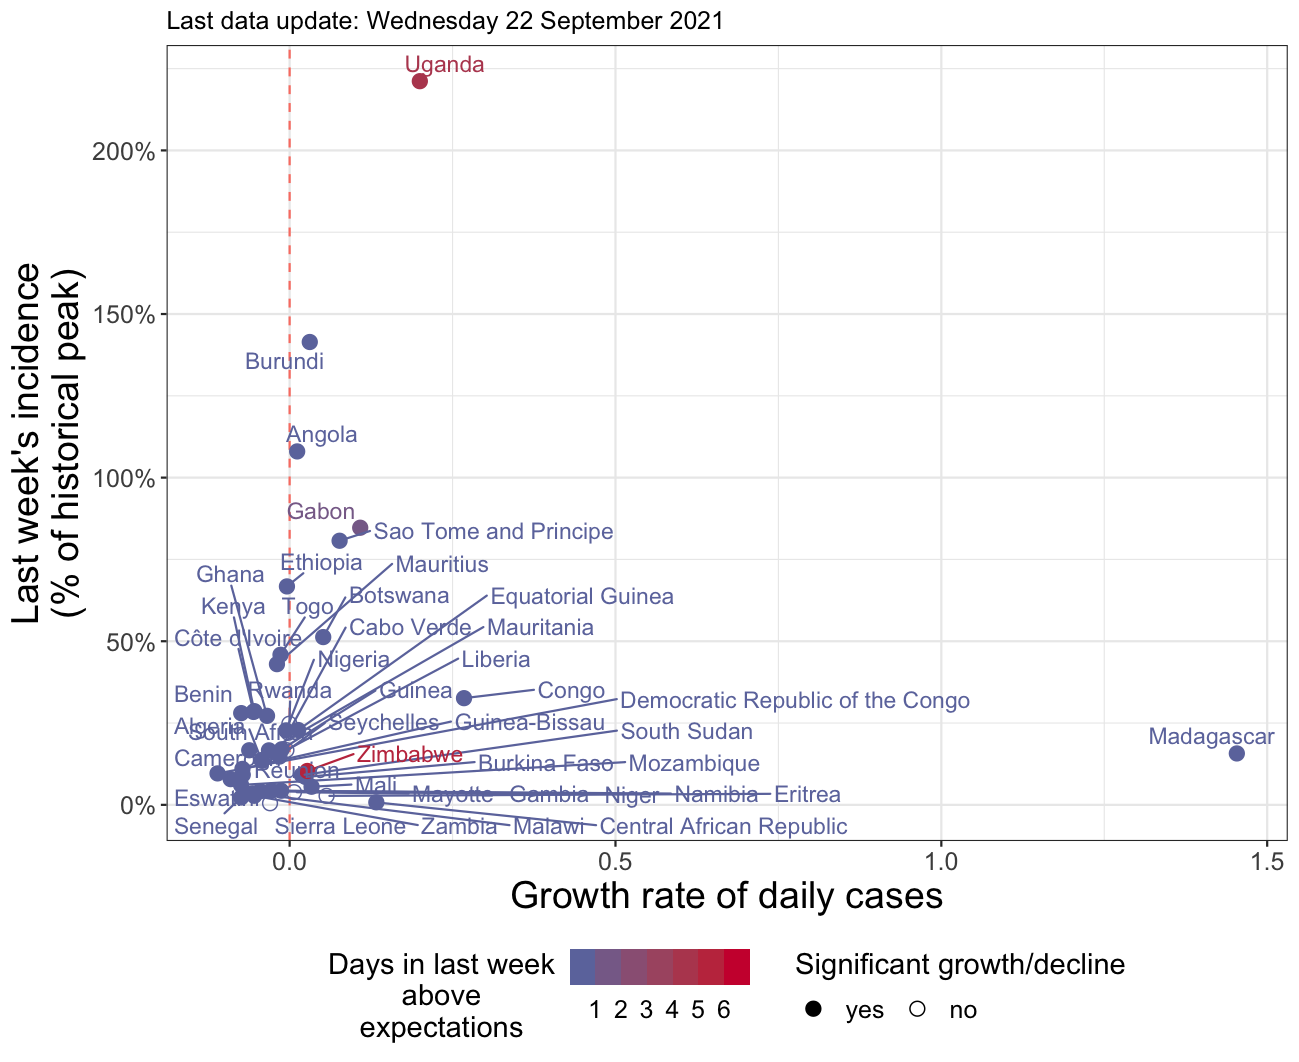 Last data update: Wednesday 22 September 2021
Last week's incidence
(% of historical peak)
200%
150%
100%
50%
0%
Uganda
Burundi
Angola
Gabon
Sao Tome and Principe
Ethiopia
Mauritius
Ghana
Kenya
Togo
Botswana
Equatorial Guinea
Côte d'Ivoire
Cabo Verde
Mauritania
Nigeria
Liberia
Benin
Rwanda
Guinea
Congo
Democratic Republic of the Congo
Algeria
South Africa
Seychelles
Guinea-Bissau
South Sudan
Madagascar
Zimbabwe
Burkina Faso
Mozambique
Réunion
Mali
Mayotte
Gambia
Niger
Namibia
Eritrea
Senegal
Sierra Leone
Zambia
Malawi
Central African Republic
0.0
0.5
1.0
1.5
Growth rate of daily cases
Days in last week
above
expectations
1 2 3 4 5 6
Significant growth/decline
yes
no